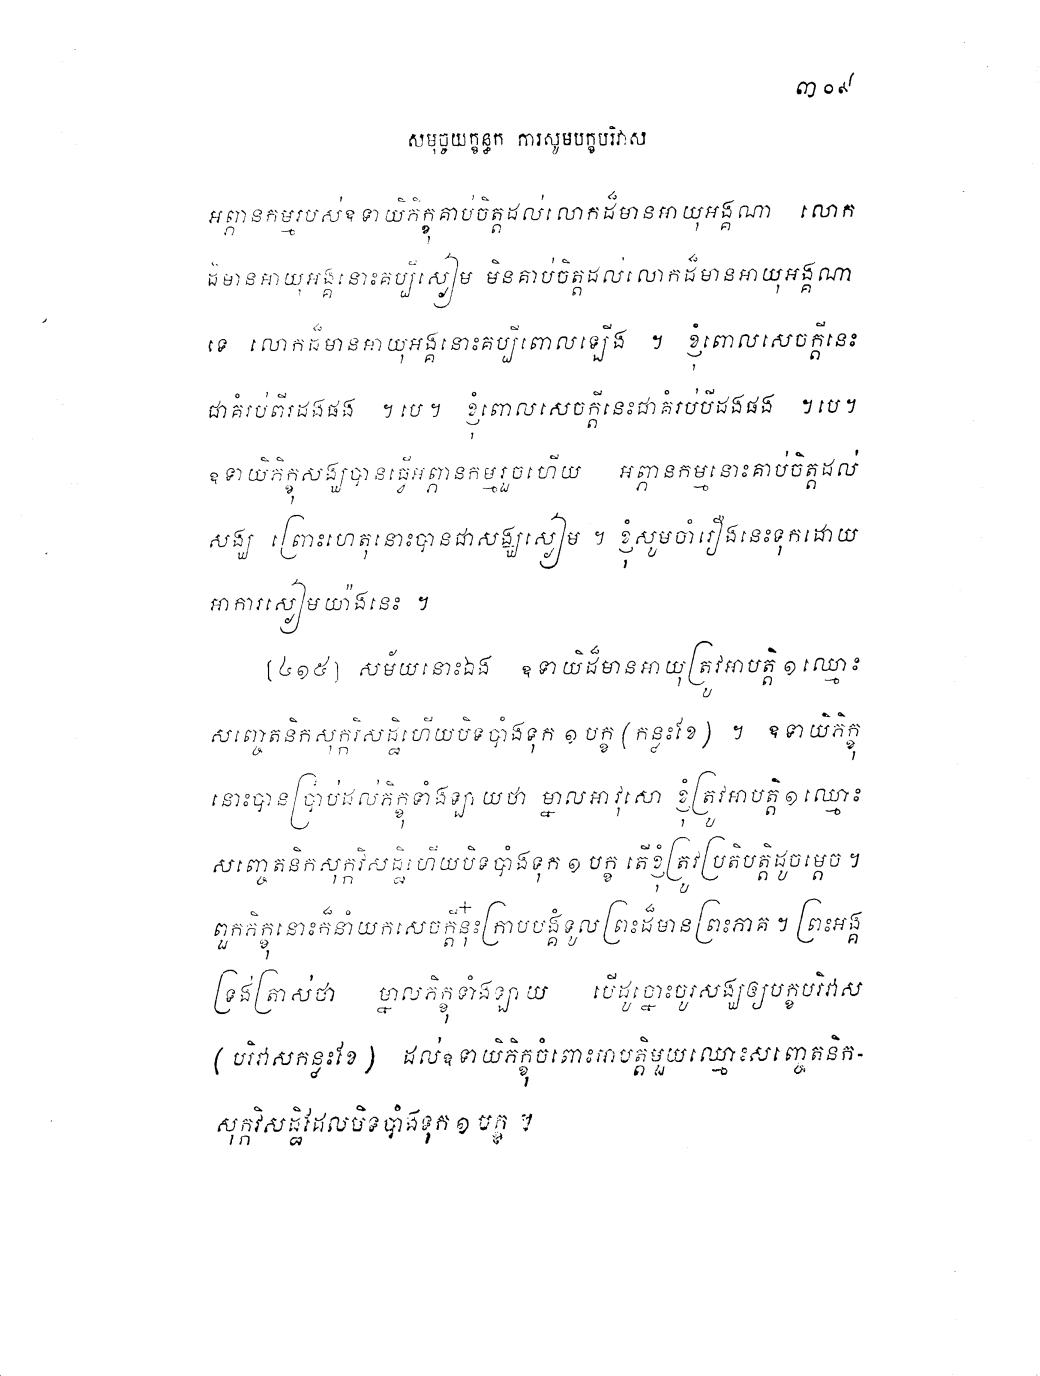 ៣០៩
សមុច្ចយក្ខន្ធក ការសូមបក្ខបរិវាស
អព្ភានកម្មរបស់ឧទាយិភិក្ខុគាប់ចិត្តដល់លោកដ៏មានអាយុអង្គណា លោក
ដ៏មានអាយុអង្គនោះគប្បីស្ងៀម មិនគាប់ចិត្តដល់លោកដ៏មានអាយុអង្គណា
ទេ លោកដ៏មានអាយុអង្គនោះគប្បីពោលឡើង ។ ខ្ញុំពោលសេចក្តីនេះ
ជាគំរប់ពីរដងផង ។បេ។ ខ្ញុំពោលសេចក្តីនេះជាគំរប់បីដងផង ។បេ។
ឧទាយិភិក្ខុសង្ឃបានធ្វើអព្ភានកម្មរួចហើយ អព្ភានកម្មនោះគាប់ចិត្តដល់
សង្ឃ ព្រោះហេតុនោះបានជាសង្ឃស្ងៀម ។ ខ្ញុំសូមចាំរឿងនេះទុកដោយ
អាការស្ងៀមយ៉ាងនេះ ។
[៤១៥] សម័យនោះឯង ឧទាយិដ៏មានអាយុត្រូវអាបត្តិ១ឈ្មោះ
សញ្ចេតនិកសុក្កវិសដ្ឋិហើយបិទបាំងទុក ១ បក្ខ (កន្លះខែ) ។ ឧទាយិភិក្ខុ
នោះបានប្រាប់ដល់ភិក្ខុទាំងឡាយថា ម្នាលអាវុសោ ខ្ញុំត្រូវអាបត្តិ១ឈ្មោះ
សញ្ចេតនិកសុក្កវិសដ្ឋិហើយបិទបាំងទុក ១ បក្ខ តើខ្ញុំត្រូវប្រតិបត្តិដូចម្តេច ។
ពួកភិក្ខុនោះក៏នាំយកសេចក្តីនុ៎ះក្រាបបង្គំទូលព្រះដ៏មានព្រះភាគ ។ ព្រះអង្គ
ទ្រង់ត្រាស់ថា ម្នាលភិក្ខុទាំងឡាយ បើដូច្នោះចូរសង្ឃឲ្យបក្ខបរិវាស
(បរិវាសកន្លះខែ) ដល់ឧទាយិភិក្ខុចំពោះអាបត្តិមួយឈ្មោះសញ្ចេតនិក-
សុក្កវិសដ្ឋិដែលបិទបាំងទុក ១ បក្ខ ។